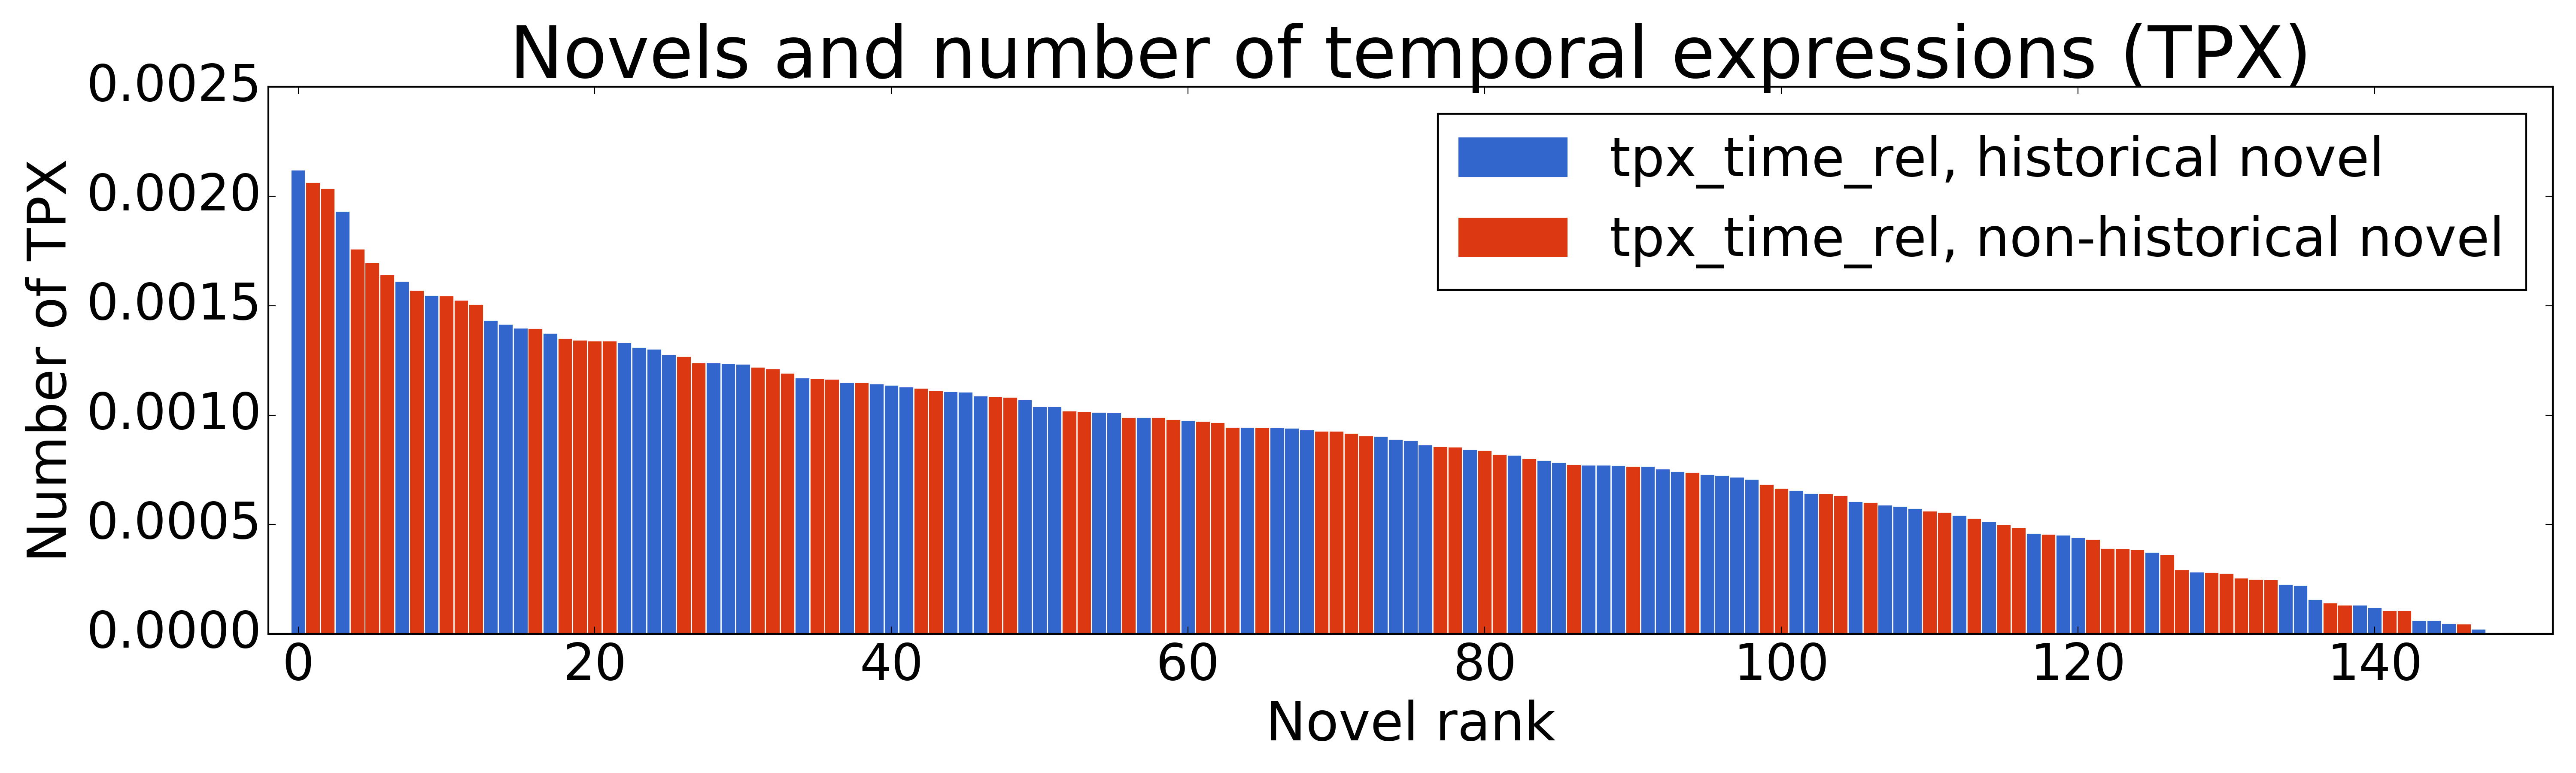 Novels and number of temporal expressions (TPX)
0.0025
0.0020
0.0015
0.0010
0.0005
0.0000
Number of TPX
tpx_time_rel, historical novel
tpx_time_rel, non-historical novel
0 20 40 60 80 100 120 140
Novel rank